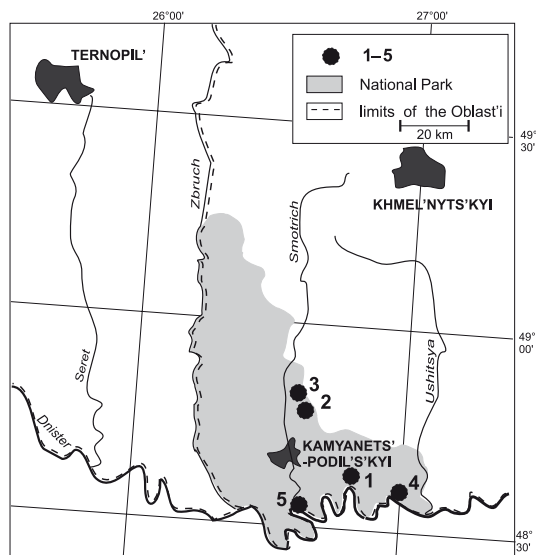 26°00'
27°00'
TERNOPIL'
1–5
National Park
limits of the Oblast'i
20 km
49°
30'
Zbruch
Smotrich
KHMEL'NYTS'KYI
49°
00'
Seret
Ushitsya
3
2
Dnister
KAMYANETS'
-PODIL'S'KYI
1
4
5
48°
30'